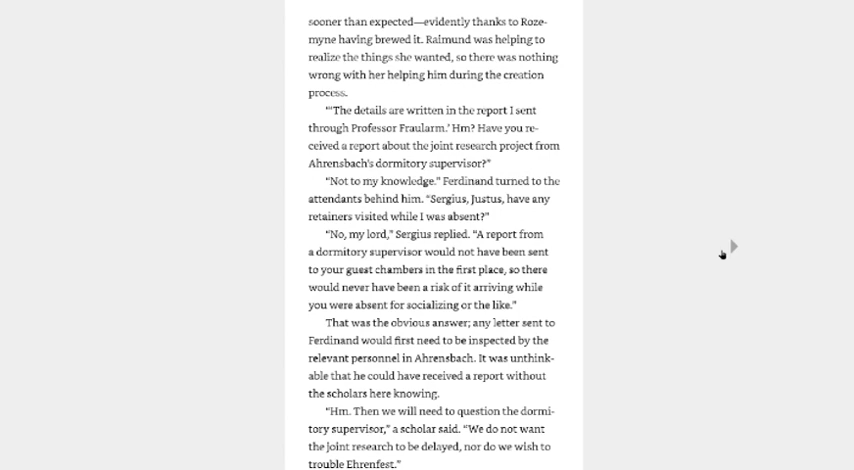 sooner than expected—evidently thanks to Roze-
myne having brewed it. Raimund was helping to
realize the things she wanted, so there was nothing
wrong with her helping him during the creation
process.
“‘The details are written in the report I sent
through Professor Fraularm.’ Hm? Have you re-
ceived a report about the joint research project from
Ahrensbach’s dormitory supervisor?”
“Not to my knowledge.” Ferdinand turned to the
attendants behind him. “Sergius, Justus, have any
retainers visited while I was absent?”
“No, my lord,” Sergius replied. “A report from
a dormitory supervisor would not have been sent
to your guest chambers in the first place, so there
would never have been a risk of it arriving while
you were absent for socializing or the like.”
That was the obvious answer; any letter sent to
Ferdinand would first need to be inspected by the
relevant personnel in Ahrensbach. It was unthink-
able that he could have received a report without
the scholars here knowing.
“Hm. Then we will need to question the dormi-
tory supervisor,” a scholar said. “We do not want
the joint research to be delayed, nor do we wish to
trouble Ehrenfest.”